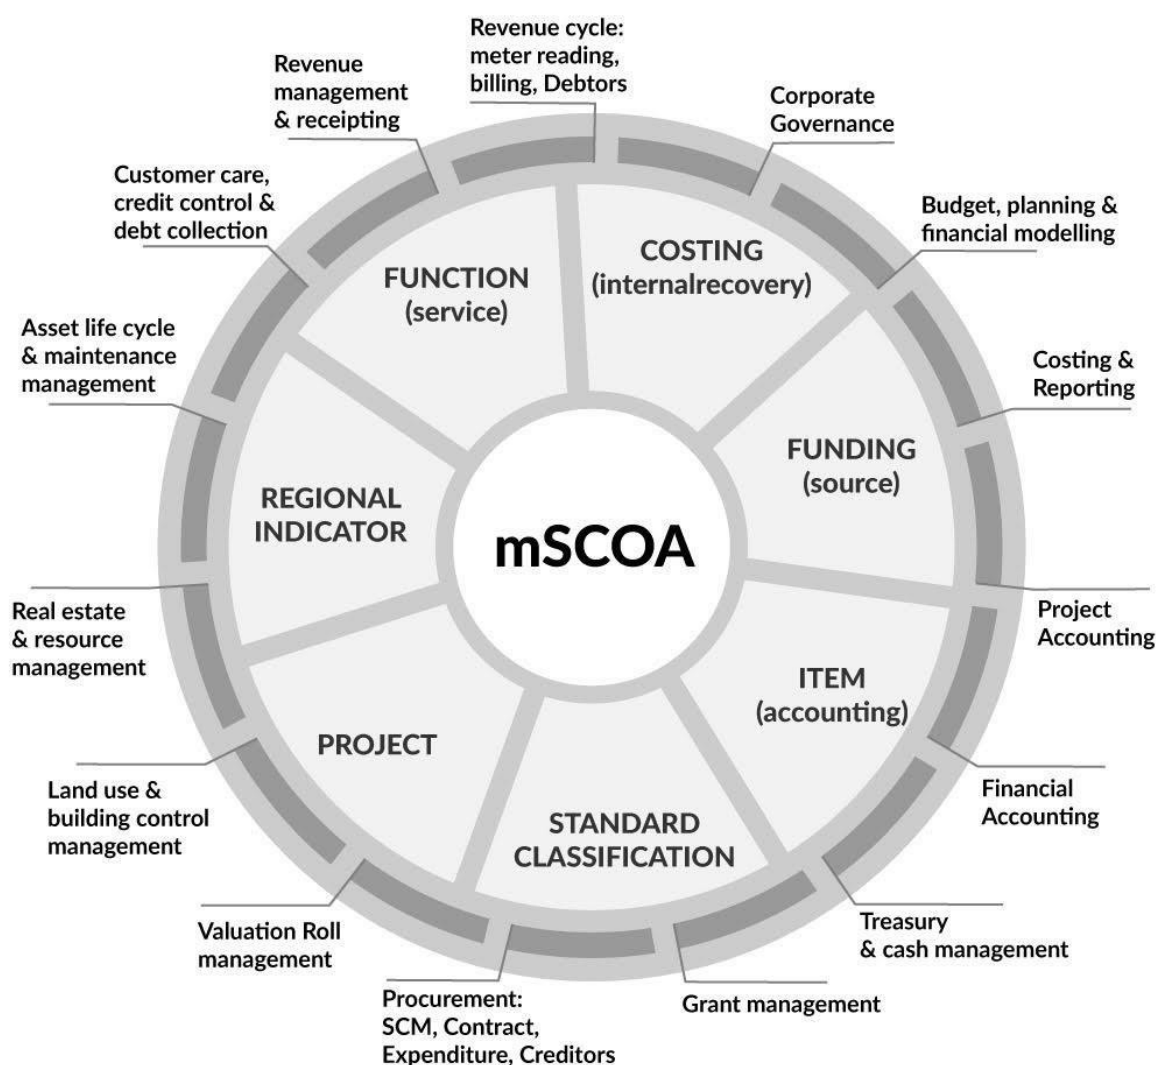 Revenue cycle:
meter reading,
billing, Debtors
Corporate
Governance
Budget, planning &
financial modelling
Costing &
Reporting
Project
Accounting
Financial
Accounting
Treasury
& cash management
Grant management
Procurement:
SCM, Contract,
Expenditure, Creditors
Valuation Roll
management
Land use &
building control
management
Real estate
& resource
management
Asset life cycle
& maintenance
management
Customer care,
credit control &
debt collection
Revenue
management
& receipting
COSTING
(internalrecovery)
FUNDING
(source)
ITEM
(accounting)
STANDARD
CLASSIFICATION
PROJECT
REGIONAL
INDICATOR
FUNCTION
(service)
mSCOA